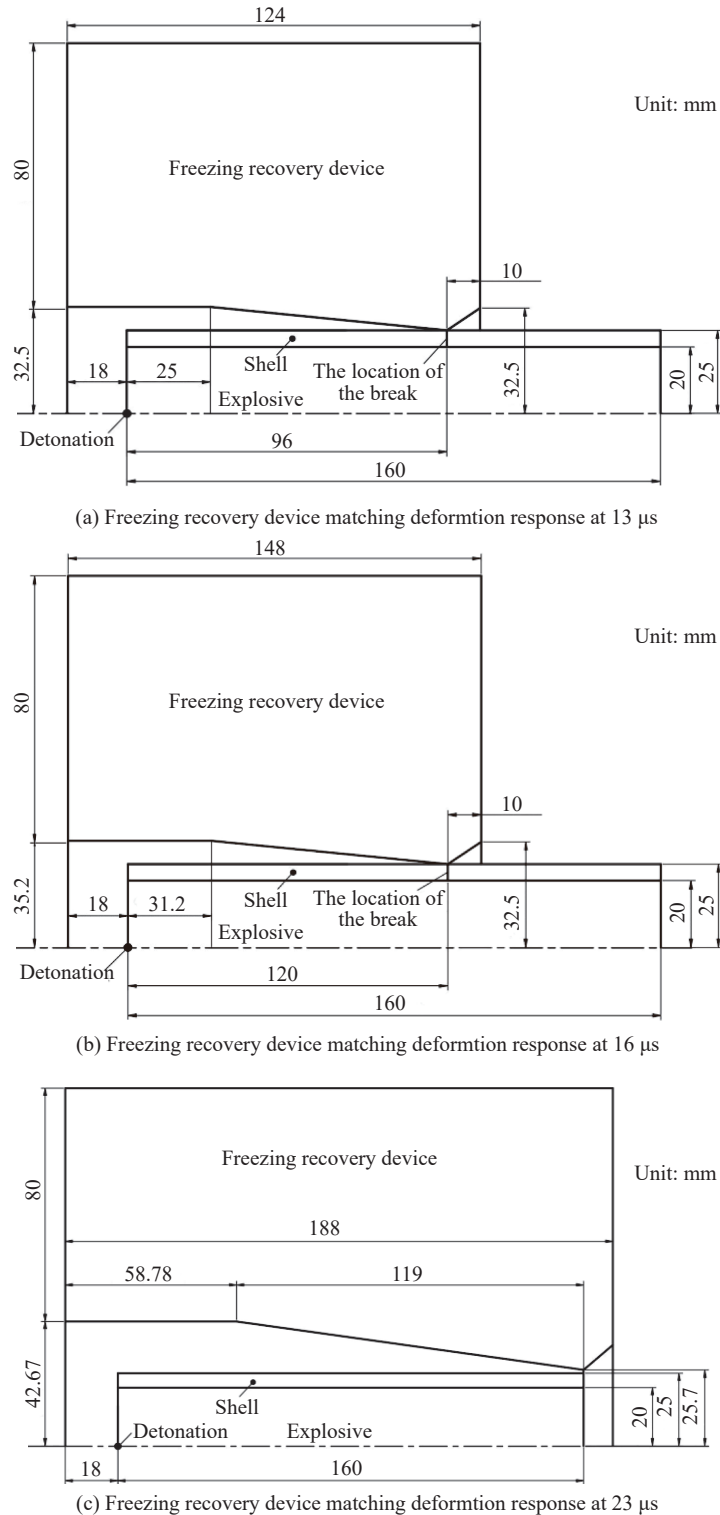 124
Unit: mm
80
Freezing recovery device
10
32.5
18
25
Shell
The location of
the break
Explosive
32.5
20
25
Detonation
96
160
(a) Freezing recovery device matching deformtion response at 13 μs
148
Unit: mm
80
Freezing recovery device
10
35.2
18
31.2
Shell
The location of
the break
Explosive
32.5
20
25
Detonation
120
160
(b) Freezing recovery device matching deformtion response at 16 μs
Freezing recovery device
Unit: mm
80
188
58.78
119
42.67
Shell
20
25
25.7
Detonation
Explosive
18
160
(c) Freezing recovery device matching deformtion response at 23 μs